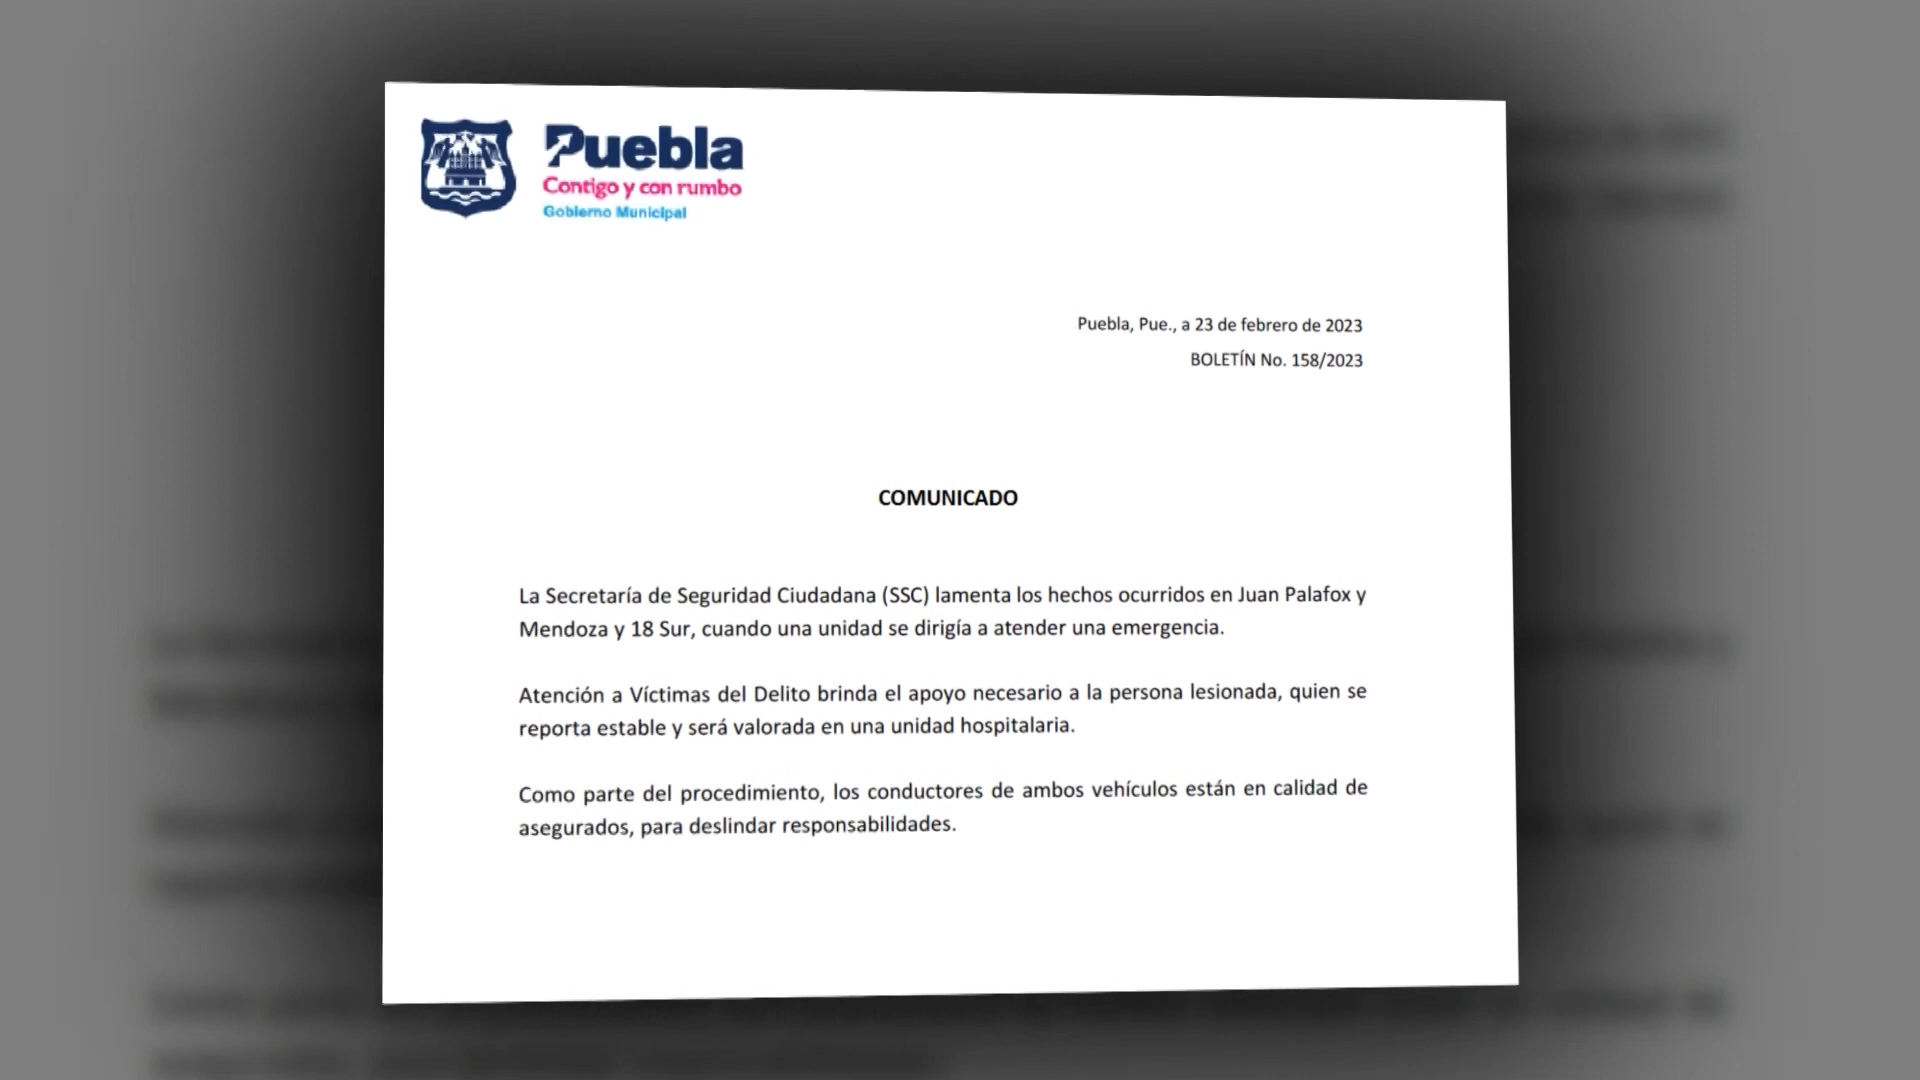 Puebla
Contigo y con rumbo
Gobierno Municipal
Puebla, Pue., a 23 de febrero de 2023
BOLETÍN No. 158/2023
COMUNICADO
La Secretaría de Seguridad Ciudadana (SSC) lamenta los hechos ocurridos en Juan Palafox y
Mendoza y 18 Sur, cuando una unidad se dirigía a atender una emergencia.
Atención a Víctimas del Delito brinda el apoyo necesario a la persona lesionada, quien se
reporta estable y será valorada en una unidad hospitalaria.
Como parte del procedimiento, los conductores de ambos vehículos están en calidad de
asegurados, para deslindar responsabilidades.